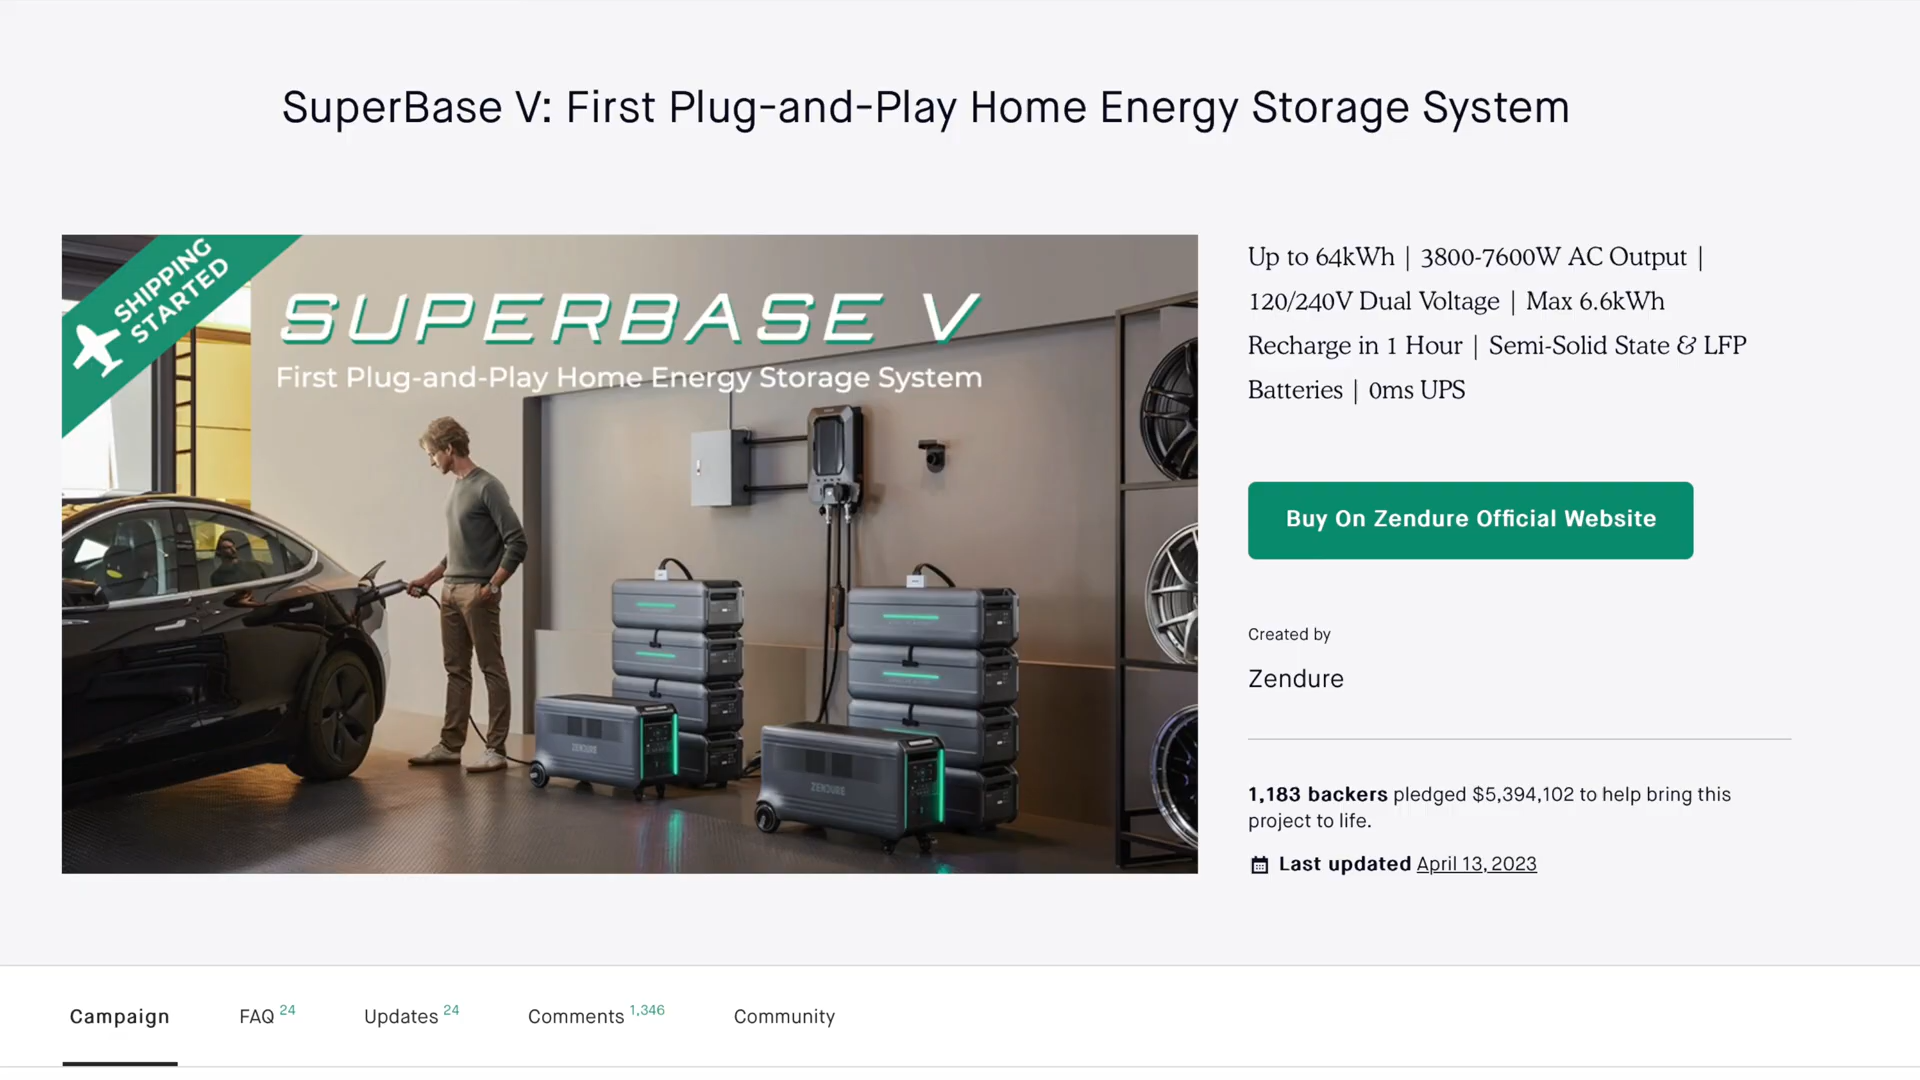 SuperBase V: First Plug-and-Play Home Energy Storage System
SHIPPING
STARTED
SUPERBASE V
First Plug-and-Play Home Energy Storage System
ZENDURE
ZENDURE
Up to 64kWh | 3800-7600W AC Output |
120/240V Dual Voltage | Max 6.6kWh
Recharge in 1 Hour | Semi-Solid State & LFP
Batteries | 0ms UPS
Buy On Zendure Official Website
Created by
Zendure
1,183 backers pledged $5,394,102 to help bring this
project to life.
Last updated April 13, 2023
Campaign FAQ 24 Updates 24 Comments 1,346 Community